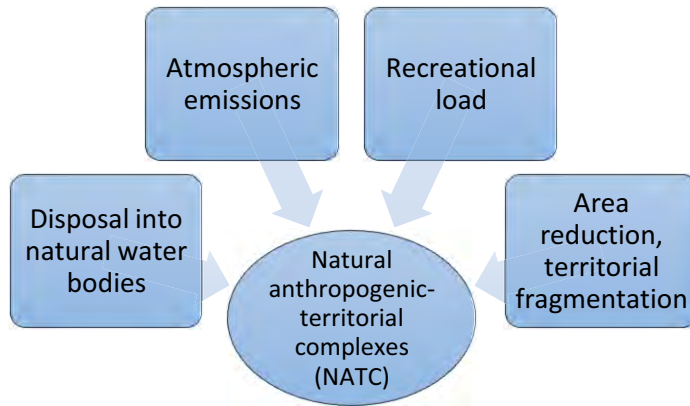 Atmospheric
emissions
Recreational
load
Disposal into
natural water
bodies
Area
reduction,
territorial
fragmentation
Natural
anthropogenic-
territorial
complexes
(NATC)